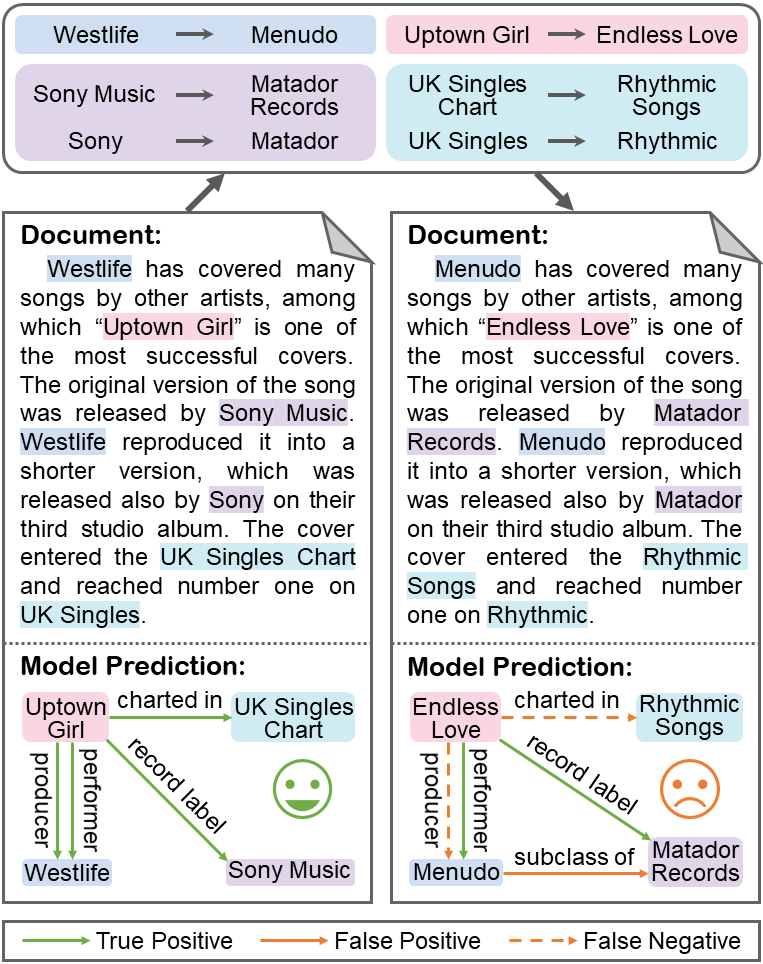 Westlife → Menudo
Uptown Girl → Endless Love
Sony Music → Matador
Records
Sony → Matador
UK Singles
Chart → Rhythmic
Songs
UK Singles → Rhythmic
Document:
Westlife has covered many
songs by other artists, among
which “Uptown Girl” is one of
the most successful covers.
The original version of the song
was released by Sony Music.
Westlife reproduced it into a
shorter version, which was
released also by Sony on their
third studio album. The cover
entered the UK Singles Chart
and reached number one on
UK Singles.
Model Prediction:
Uptown
Girl
charted in
UK Singles
Chart
producer
performer
record label
Westlife
Sony Music
Document:
Menudo has covered many
songs by other artists, among
which “Endless Love” is one of
the most successful covers.
The original version of the song
was released by Matador
Records. Menudo reproduced
it into a shorter version, which
was released also by Matador
on their third studio album. The
cover entered the Rhythmic
Songs and reached number
one on Rhythmic.
Model Prediction:
Endless
Love
charted in
Rhythmic
Songs
producer
performer
record label
Menudo
subclass of
Matador
Records
True Positive
False Positive
False Negative